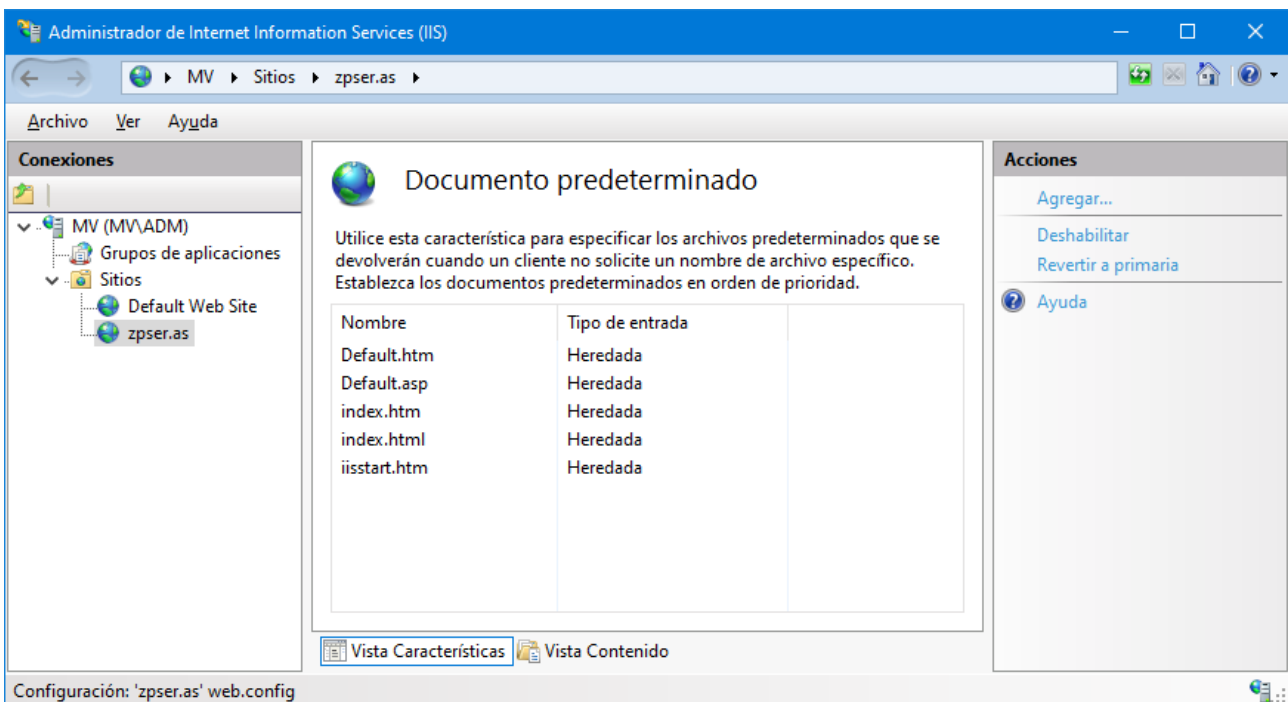 Administrador de Internet Information Services (IIS)
MV Sitios zpser.as
Archivo Ver Ayuda
Conexiones
MV (MV\ADM)
Grupos de aplicaciones
Sitios
Default Web Site
zpser.as
Documento predeterminado
Utilice esta característica para especificar los archivos predeterminados que se
devolverán cuando un cliente no solicite un nombre de archivo específico.
Establezca los documentos predeterminados en orden de prioridad.
Nombre Tipo de entrada
Default.htm Heredada
Default.asp Heredada
index.htm Heredada
index.html Heredada
iisstart.htm Heredada
Vista Características Vista Contenido
Acciones
Agregar...
Deshabilitar
Revertir a primaria
Ayuda
Configuración: 'zpser.as' web.config